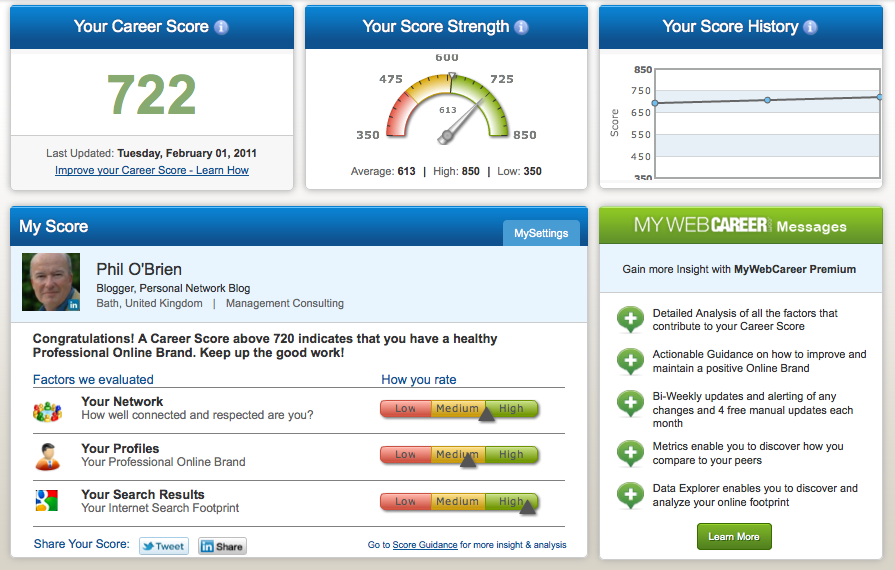 Your Career Score
722
Last Updated: Tuesday, February 01, 2011
Improve your Career Score - Learn How
Your Score Strength
600
475
725
613
350
850
Average: 613 | High: 850 | Low: 350
Your Score History
Score
850
750
650
550
450
350
My Score
MySettings
Phil O'Brien
in
Blogger, Personal Network Blog
Bath, United Kingdom | Management Consulting
Congratulations! A Career Score above 720 indicates that you have a healthy
Professional Online Brand. Keep up the good work!
Factors we evaluated
How you rate
Your Network
How well connected and respected are you?
Low Medium High
Your Profiles
Your Professional Online Brand
Low Medium High
Your Search Results
Your Internet Search Footprint
Low Medium High
Share Your Score:
Tweet
in Share
Go to Score Guidance for more insight & analysis
MYWEBCAREER Messages
Gain more Insight with MyWebCareer Premium
Detailed Analysis of all the factors that
contribute to your Career Score
Actionable Guidance on how to improve and
maintain a positive Online Brand
Bi-Weekly updates and alerting of any
changes and 4 free manual updates each
month
Metrics enable you to discover how you
compare to your peers
Data Explorer enables you to discover and
analyze your online footprint
Learn More